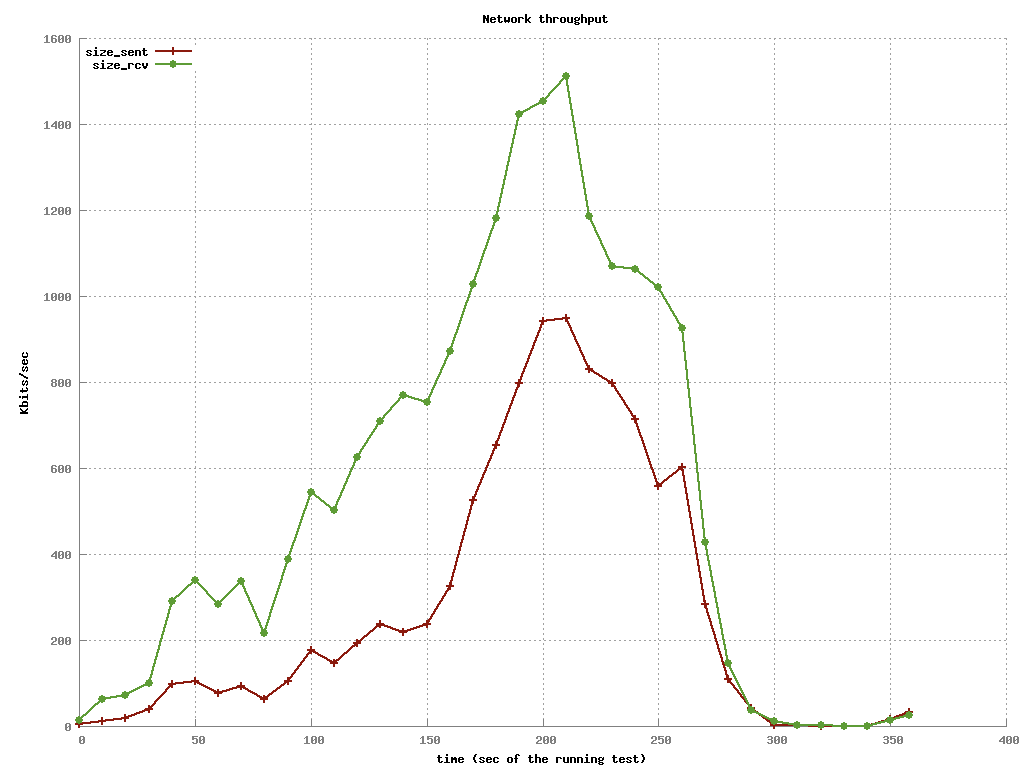 Network throughput
1600
size_sent
size_rcv
1400
1200
1000
Kbits/sec
800
600
400
200
0
0 50 100 150 200 250 300 350 400
time (sec of the running test)